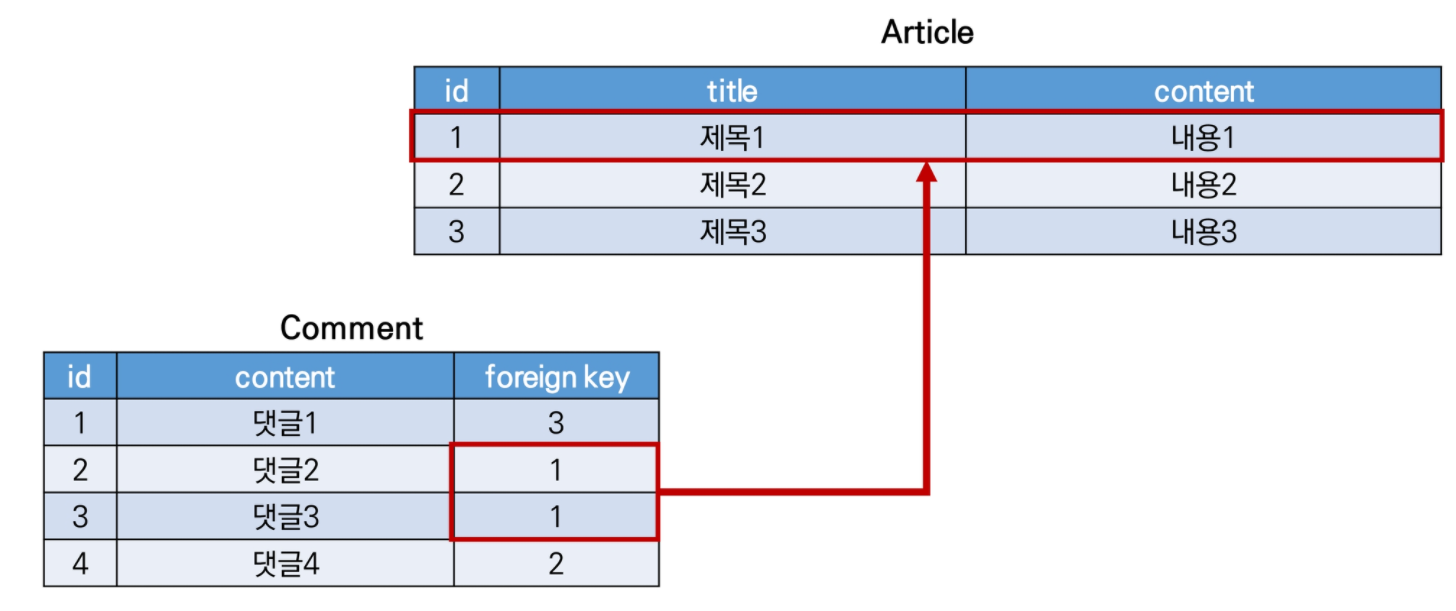 Article
id title content
1 제목1 내용1
2 제목2 내용2
3 제목3 내용3
Comment
id content foreign key
1 댓글1 3
2 댓글2 1
3 댓글3 1
4 댓글4 2